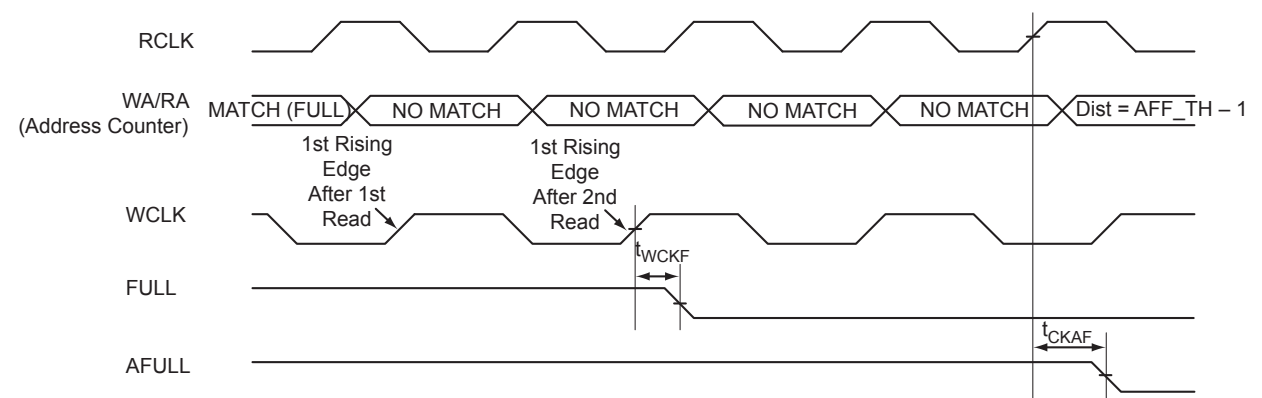 RCLK
WA/RA
(Address Counter)
MATCH (FULL)
NO MATCH
NO MATCH
NO MATCH
NO MATCH
Dist = AFF_TH – 1
1st Rising
Edge
After 1st
Read
1st Rising
Edge
After 2nd
Read
WCLK
tWCKF
FULL
tCKAF
AFULL